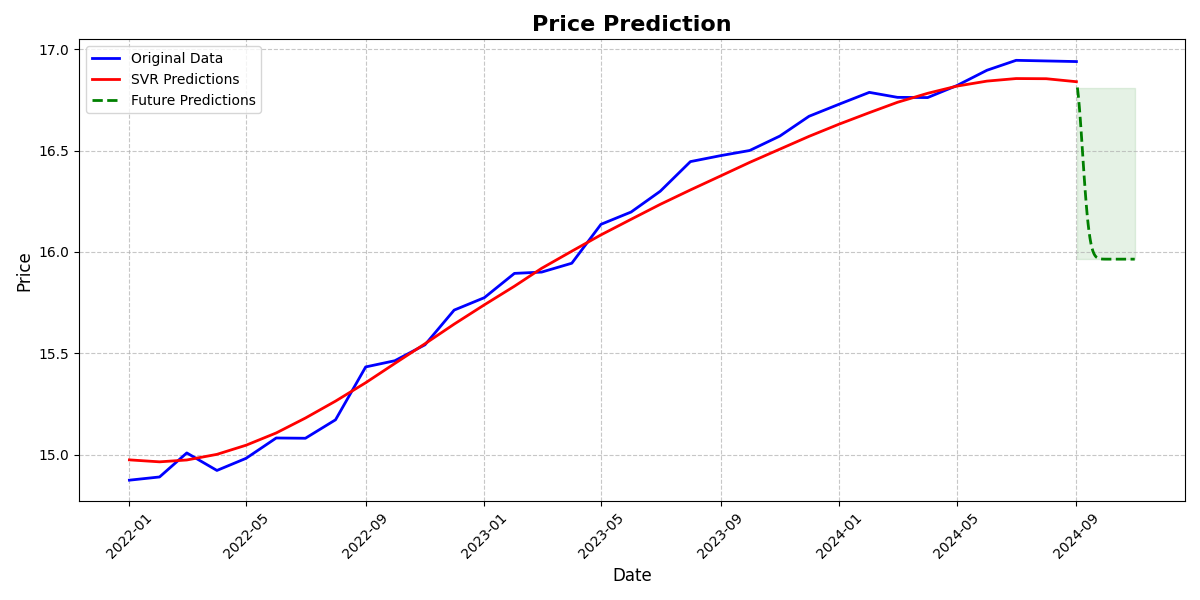 Price Prediction
Original Data
SVR Predictions
Future Predictions
Price
17.0
16.5
16.0
15.5
15.0
2022-01
2022-05
2022-09
2023-01
2023-05
2023-09
2024-01
2024-05
2024-09
Date